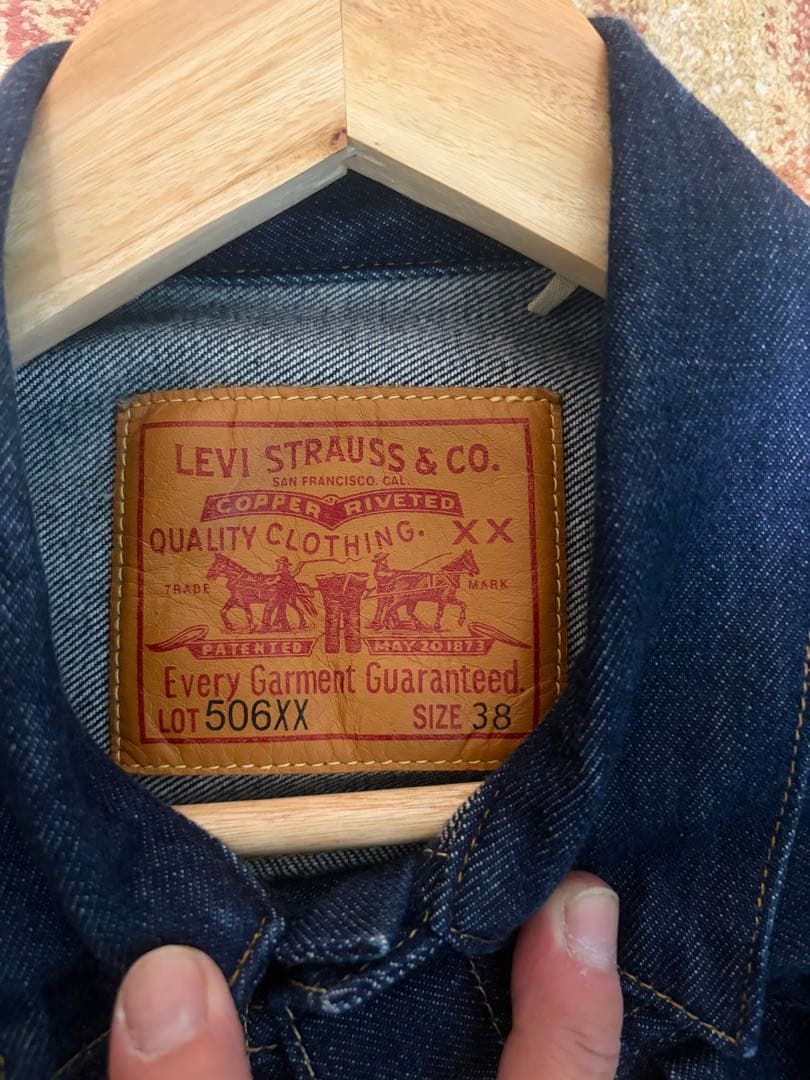 LEVI STRAUSS & CO.
SAN FRANCISCO, CAL.
COPPER RIVETED
QUALITY CLOTHING. XX
TRADE MARK
PATENTED MAY 20 1873
Every Garment Guaranteed.
LOT 506XX SIZE 38